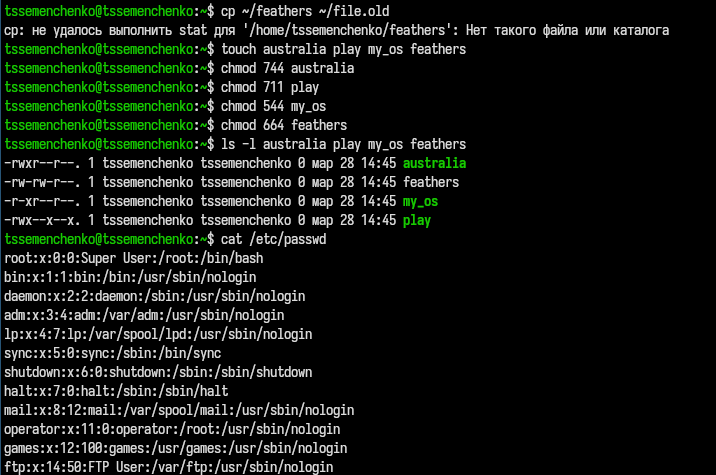 tssemenchenko@tssemenchenko:~$ cp ~/feathers ~/file.old
cp: не удалось выполнить stat для '/home/tssemenchenko/feathers': Нет такого файла или каталога
tssemenchenko@tssemenchenko:~$ touch australia play my_os feathers
tssemenchenko@tssemenchenko:~$ chmod 744 australia
tssemenchenko@tssemenchenko:~$ chmod 711 play
tssemenchenko@tssemenchenko:~$ chmod 544 my_os
tssemenchenko@tssemenchenko:~$ chmod 664 feathers
tssemenchenko@tssemenchenko:~$ ls -l australia play my_os feathers
-rwxr--r--. 1 tssemenchenko tssemenchenko 0 мар 28 14:45 australia
-rw-rw-r--. 1 tssemenchenko tssemenchenko 0 мар 28 14:45 feathers
-r-xr--r--. 1 tssemenchenko tssemenchenko 0 мар 28 14:45 my_os
-rwx--x--x. 1 tssemenchenko tssemenchenko 0 мар 28 14:45 play
tssemenchenko@tssemenchenko:~$ cat /etc/passwd
root:x:0:0:Super User:/root:/bin/bash
bin:x:1:1:bin:/bin:/usr/sbin/nologin
daemon:x:2:2:daemon:/sbin:/usr/sbin/nologin
adm:x:3:4:adm:/var/adm:/usr/sbin/nologin
lp:x:4:7:lp:/var/spool/lpd:/usr/sbin/nologin
sync:x:5:0:sync:/sbin:/bin/sync
shutdown:x:6:0:shutdown:/sbin:/sbin/shutdown
halt:x:7:0:halt:/sbin:/sbin/halt
mail:x:8:12:mail:/var/spool/mail:/usr/sbin/nologin
operator:x:11:0:operator:/root:/usr/sbin/nologin
games:x:12:100:games:/usr/games:/usr/sbin/nologin
ftp:x:14:50:FTP User:/var/ftp:/usr/sbin/nologin